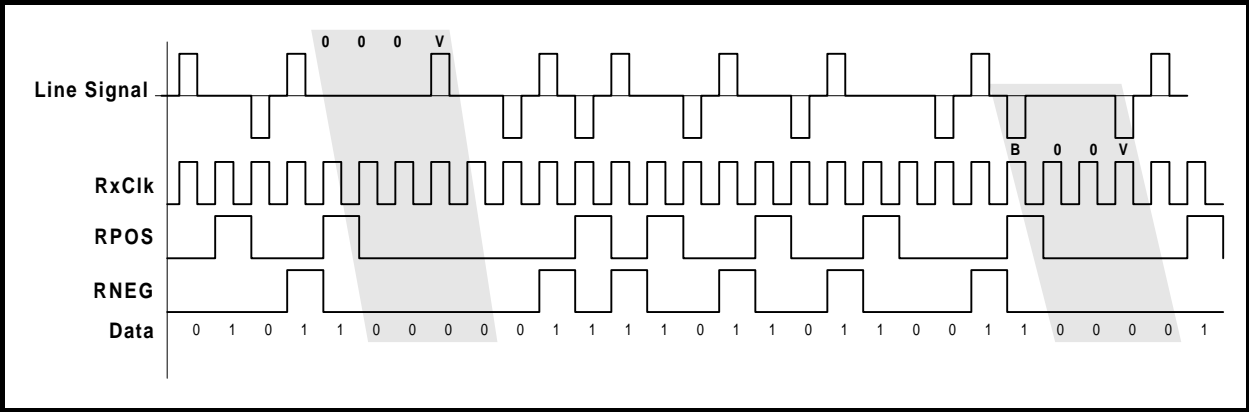 0 0 0 V
Line Signal
B 0 0 V
RxClk
RPOS
RNEG
Data 0 1 0 1 1 0 0 0 0 0 1 1 1 1 0 1 1 0 1 1 0 0 1 1 0 0 0 0 1